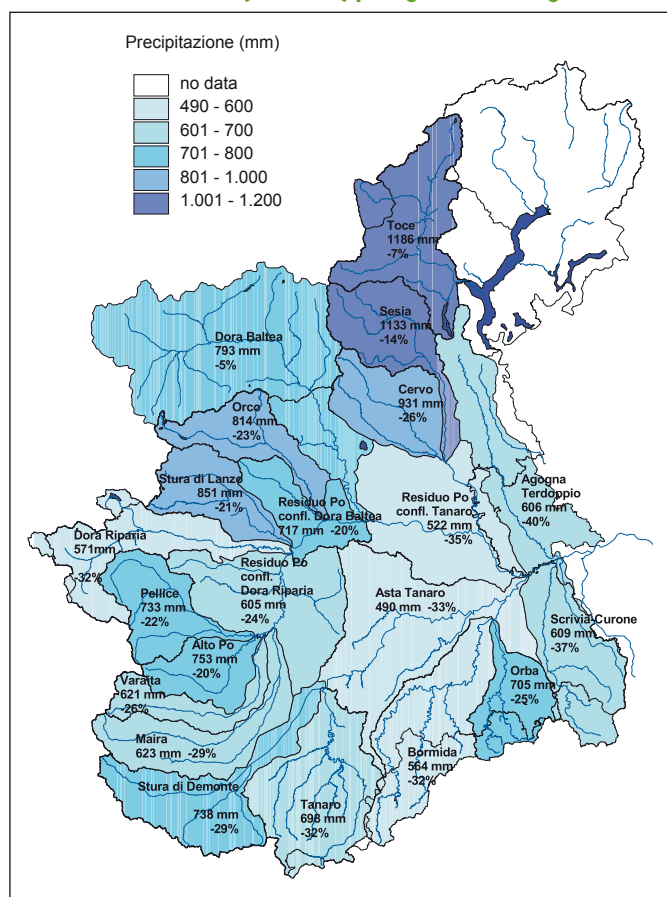 Precipitazione (mm)
no data
490 - 600
601 - 700
701 - 800
801 - 1.000
1.001 - 1.200
Toce
1186 mm
-7%
Sesia
1133 mm
-14%
Dora Baltea
793 mm
-5%
Cervo
931 mm
-26%
Orco
814 mm
-23%
Stura di Lanzo
851 mm
-21%
Residuo Po
confl. Dora Baltea
717 mm -20%
Residuo Po
confl. Tanaro
522 mm
-35%
Agogna
Terdoppio
606 mm
-40%
Dora Riparia
571mm
-32%
Residuo Po
confl.
Dora Riparia
605 mm
-24%
Pellice
733 mm
-22%
Asta Tanaro
490 mm -33%
Scrivia-Curone
609 mm
-37%
Alto Po
753 mm
-20%
Orba
705 mm
-25%
Varaita
621 mm
-26%
Maira
623 mm -29%
Bormida
564 mm
-32%
Stura di Demonte
738 mm
-29%
Tanaro
698 mm
-32%